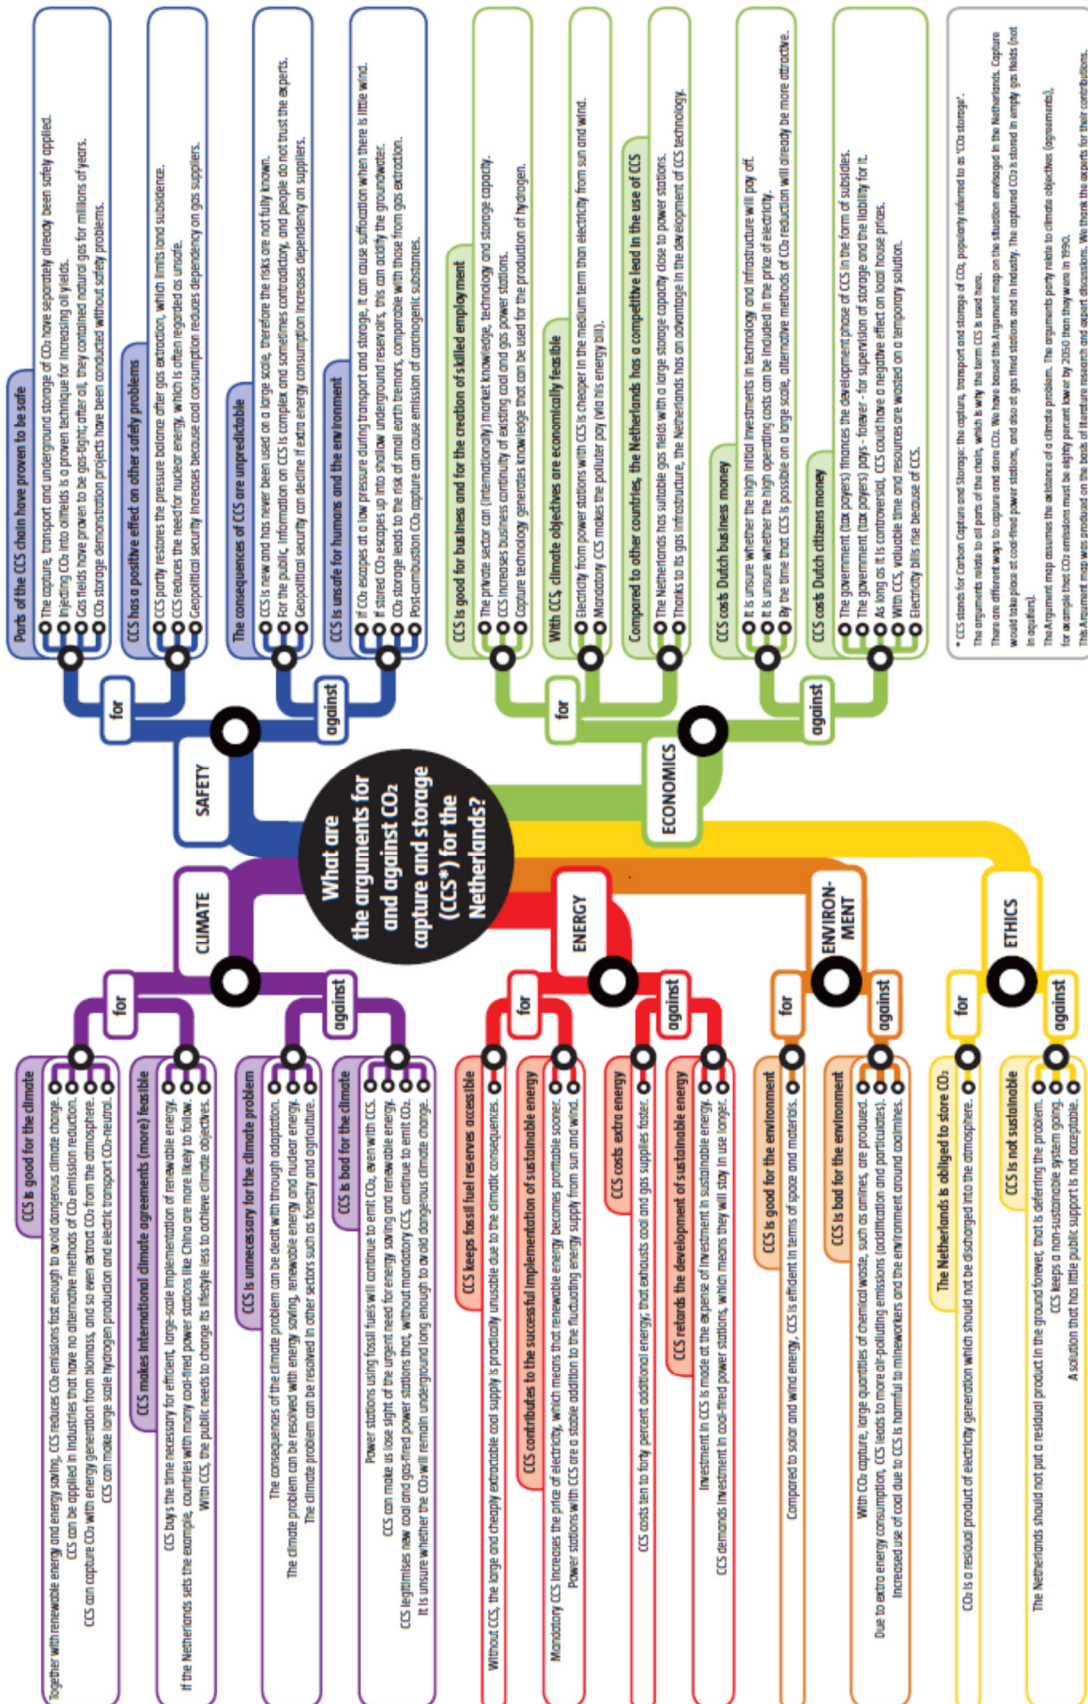 What are
the arguments for
and against CO₂
capture and storage
(CCS*) for the
Netherlands?
CLIMATE
for
CCS is good for the climate
Together with renewable energy and energy saving, CCS reduces CO₂ emissions fast enough to avoid dangerous climate change.
CCS can be applied in industries that have no alternative methods of CO₂ emission reduction.
CCS can capture CO₂ with energy generation from biomass, and so even extract CO₂ from the atmosphere.
CCS can make large scale hydrogen production and electric transport CO₂-neutral.
CCS makes international climate agreements (more) feasible
CCS buys the time necessary for efficient, large-scale implementation of renewable energy.
If the Netherlands sets the example, countries with many coal-fired power stations like China are more likely to follow.
With CCS, the public needs to change its lifestyle less to achieve climate objectives.
against
CCS is unnecessary for the climate problem
The consequences of the climate problem can be dealt with through adaptation.
The climate problem can be resolved with energy saving, renewable energy and nuclear energy.
The climate problem can be resolved in other sectors such as forestry and agriculture.
CCS is bad for the climate
Power stations using fossil fuels will continue to emit CO₂, even with CCS.
CCS can make us lose sight of the urgent need for energy saving and renewable energy.
CCS legitimises new coal and gas-fired power stations that, without mandatory CCS, continue to emit CO₂.
It is unsure whether the CO₂ will remain underground long enough to avoid dangerous climate change.
SAFETY
for
Parts of the CCS chain have proven to be safe
The capture, transport and underground storage of CO₂ have separately already been safely applied.
Injecting CO₂ into oilfields is a proven technique for increasing oil yields.
Gas fields have proven to be gas-tight; after all, they contained natural gas for millions of years.
CO₂ storage demonstration projects have been conducted without safety problems.
CCS has a positive effect on other safety problems
CCS partly restores the pressure balance after gas extraction, which limits land subsidence.
CCS reduces the need for nuclear energy, which is often regarded as unsafe.
Geopolitical security increases because coal consumption reduces dependency on gas suppliers.
against
The consequences of CCS are unpredictable
CCS is new and has never been used on a large scale, therefore the risks are not fully known.
For the public, information on CCS is complex and sometimes contradictory, and people do not trust the experts.
Geopolitical security can decline if extra energy consumption increases dependency on suppliers.
CCS is unsafe for humans and the environment
If CO₂ escapes at a low pressure during transport and storage, it can cause suffocation when there is little wind.
If stored CO₂ escapes up into shallow underground reservoirs, this can acidify the groundwater.
CO₂ storage leads to the risk of small earth tremors, comparable with those from gas extraction.
Post-combustion CO₂ capture can cause emission of carcinogenic substances.
ENERGY
for
CCS keeps fossil fuel reserves accessible
Without CCS, the large and cheaply extractable coal supply is practically unusable due to the climatic consequences.
CCS contributes to the successful implementation of sustainable energy
Mandatory CCS increases the price of electricity, which means that renewable energy becomes profitable sooner.
Power stations with CCS are a stable addition to the fluctuating energy supply from sun and wind.
against
CCS costs extra energy
CCS costs ten to forty percent additional energy; that exhausts coal and gas supplies faster.
CCS retards the development of sustainable energy
Investment in CCS is made at the expense of investment in sustainable energy.
CCS demands investment in coal-fired power stations, which means they will stay in use longer.
ECONOMICS
for
CCS is good for business and for the creation of skilled employment
The private sector can (internationally) market knowledge, technology and storage capacity.
CCS increases business continuity of existing coal and gas power stations.
Capture technology generates knowledge that can be used for the production of hydrogen.
With CCS, climate objectives are economically feasible
Electricity from power stations with CCS is cheaper in the medium term than electricity from sun and wind.
Mandatory CCS makes the polluter pay (via his energy bill).
Compared to other countries, the Netherlands has a competitive lead in the use of CCS
The Netherlands has suitable gas fields with a large storage capacity close to power stations.
Thanks to its gas infrastructure, the Netherlands has an advantage in the development of CCS technology.
against
CCS costs Dutch business money
It is unsure whether the high initial investments in technology and infrastructure will pay off.
It is unsure whether the high operating costs can be included in the price of electricity.
By the time that CCS is possible on a large scale, alternative methods of CO₂ reduction will already be more attractive.
CCS costs Dutch citizens money
The government (tax payers) finances the development phase of CCS in the form of subsidies.
The government (tax payers) pays - forever - for supervision of storage and the liability for it.
As long as it is controversial, CCS could have a negative effect on local house prices.
With CCS, valuable time and resources are wasted on a temporary solution.
Electricity bills rise because of CCS.
ENVIRON-
MENT
for
CCS is good for the environment
Compared to solar and wind energy, CCS is efficient in terms of space and materials.
against
CCS is bad for the environment
With CO₂ capture, large quantities of chemical waste, such as amines, are produced.
Due to extra energy consumption, CCS leads to more air-polluting emissions (acidification and particulates).
Increased use of coal due to CCS is harmful to mineworkers and the environment around coalmines.
ETHICS
for
The Netherlands is obliged to store CO₂
CO₂ is a residual product of electricity generation which should not be discharged into the atmosphere.
against
CCS is not sustainable
The Netherlands should not put a residual product in the ground forever, that is deferring the problem.
CCS keeps a non-sustainable system going.
A solution that has little public support is not acceptable.
* CCS stands for Carbon Capture and Storage: the capture, transport and storage of CO₂, popularly referred to as 'CO₂ storage'.
The arguments relate to all parts of the chain, which is why the term CCS is used here.
There are different ways to capture and store CO₂. We have based this Argument map on the situation envisaged in the Netherlands. Capture
would take place at coal-fired power stations, and also at gas fired stations and in industry. The captured CO₂ is stored in empty gas fields (not
in aquifers).
The Argument map assumes the existence of a climate problem. The arguments partly relate to climate objectives (agreements),
for example that CO₂ emissions must be eighty percent lower by 2050 than they were in 1990.
This Argument map was made on the basis of literature research and expert discussions. We thank the experts for their contributions.